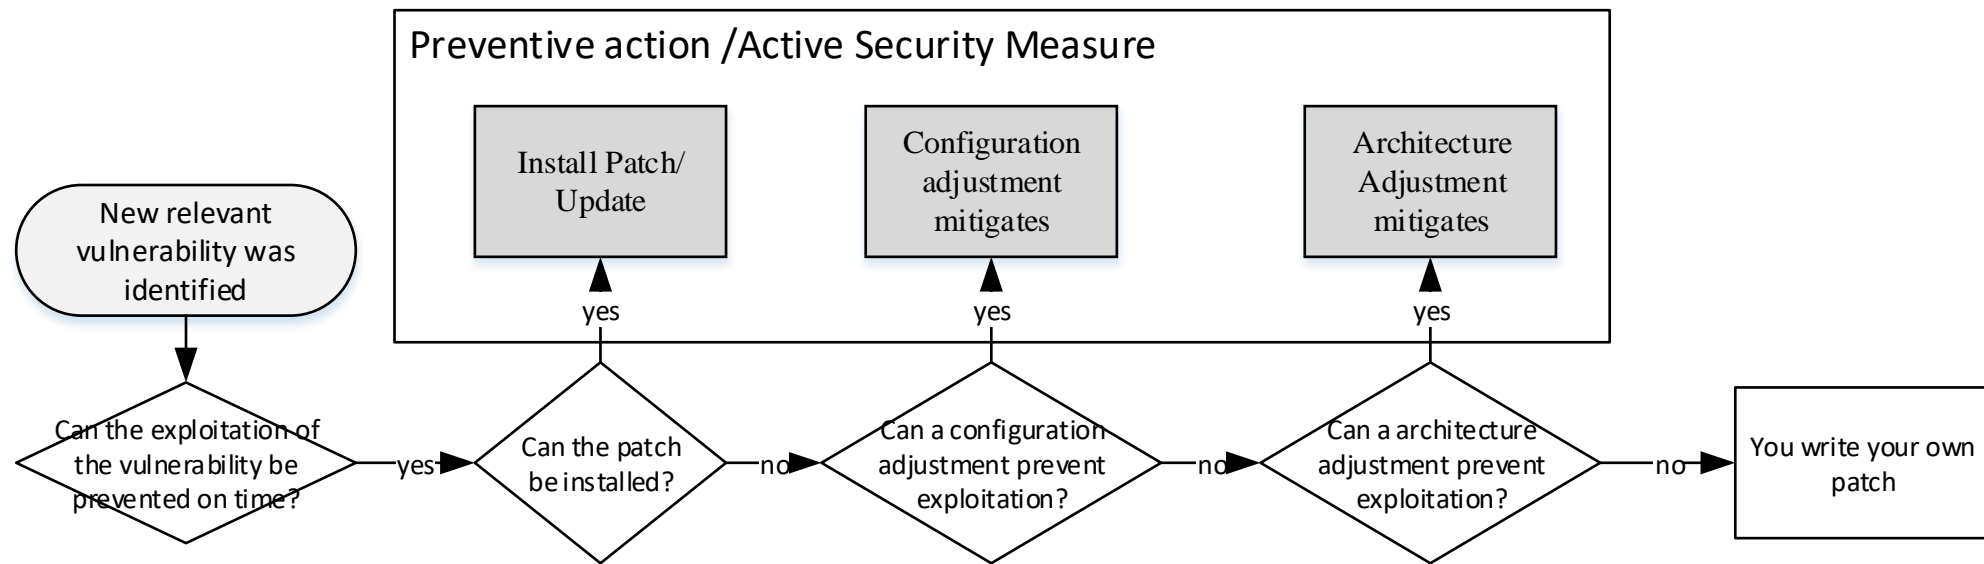 Preventive action /Active Security Measure
Install Patch/
Update
Configuration
adjustment
mitigates
Architecture
Adjustment
mitigates
New relevant
vulnerability was
identified
yes
yes
yes
Can the exploitation of
the vulnerability be
prevented on time?
yes
Can the patch
be installed?
no
Can a configuration
adjustment prevent
exploitation?
no
Can a architecture
adjustment prevent
exploitation?
no
You write your own
patch